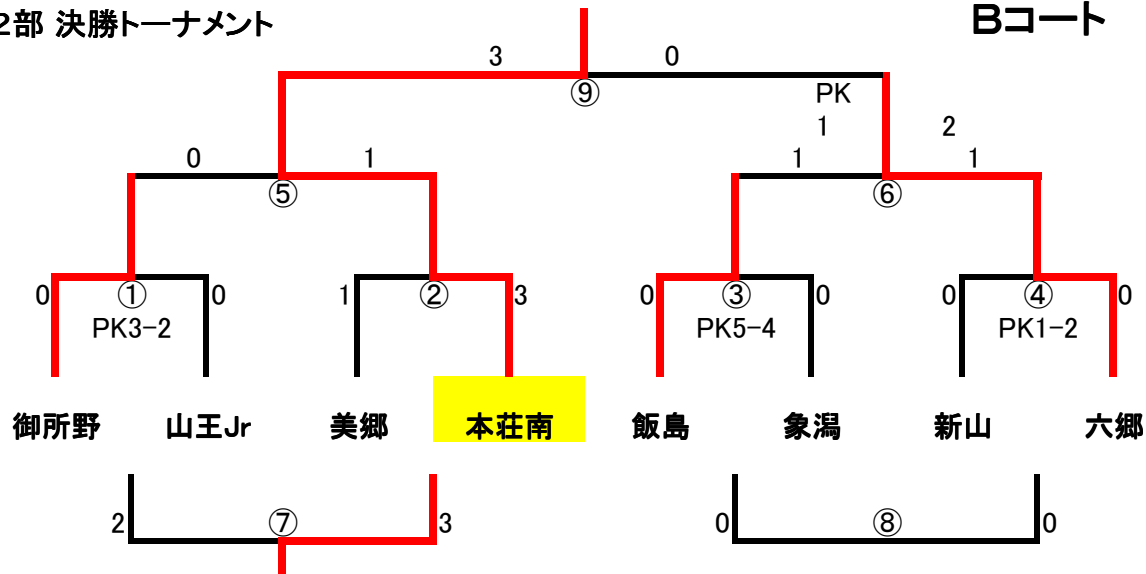 2部 決勝トーナメント
Bコート
3 0
⑨
PK
1 2
0 1 1 1
⑤ ⑥
0 ① 0 1 ② 3 0 ③ 0 0 ④ 0
PK3-2 PK5-4 PK1-2
御所野 山王Jr 美郷 本荘南 飯島 象潟 新山 六郷
2 ⑦ 3 0 ⑧ 0